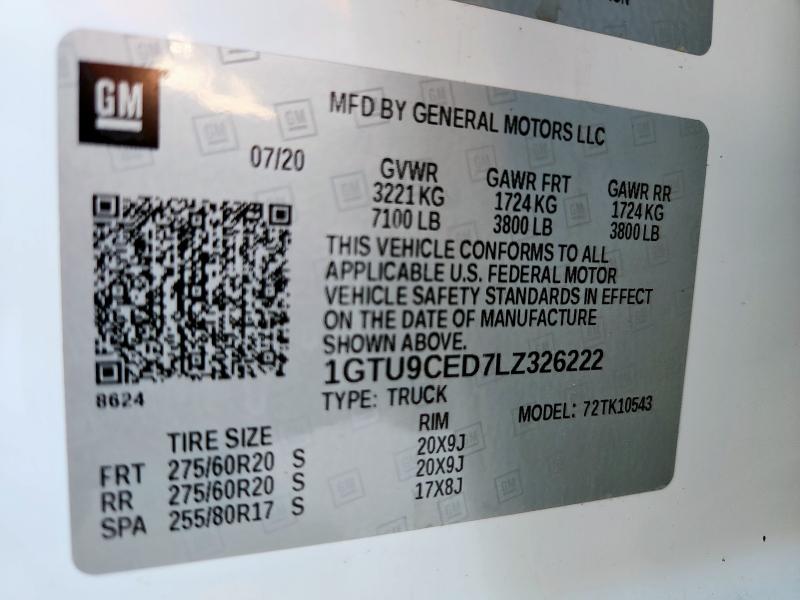 GM
MFD BY GENERAL MOTORS LLC
07/20
GVWR GAWR FRT GAWR RR
3221 KG 1724 KG 1724 KG
7100 LB 3800 LB 3800 LB
THIS VEHICLE CONFORMS TO ALL
APPLICABLE U.S. FEDERAL MOTOR
VEHICLE SAFETY STANDARDS IN EFFECT
ON THE DATE OF MANUFACTURE
SHOWN ABOVE.
1GTU9CED7LZ326222
8624
TYPE: TRUCK MODEL: 72TK10543
TIRE SIZE RIM
FRT 275/60R20 S 20X9J
RR 275/60R20 S 20X9J
SPA 255/80R17 S 17X8J